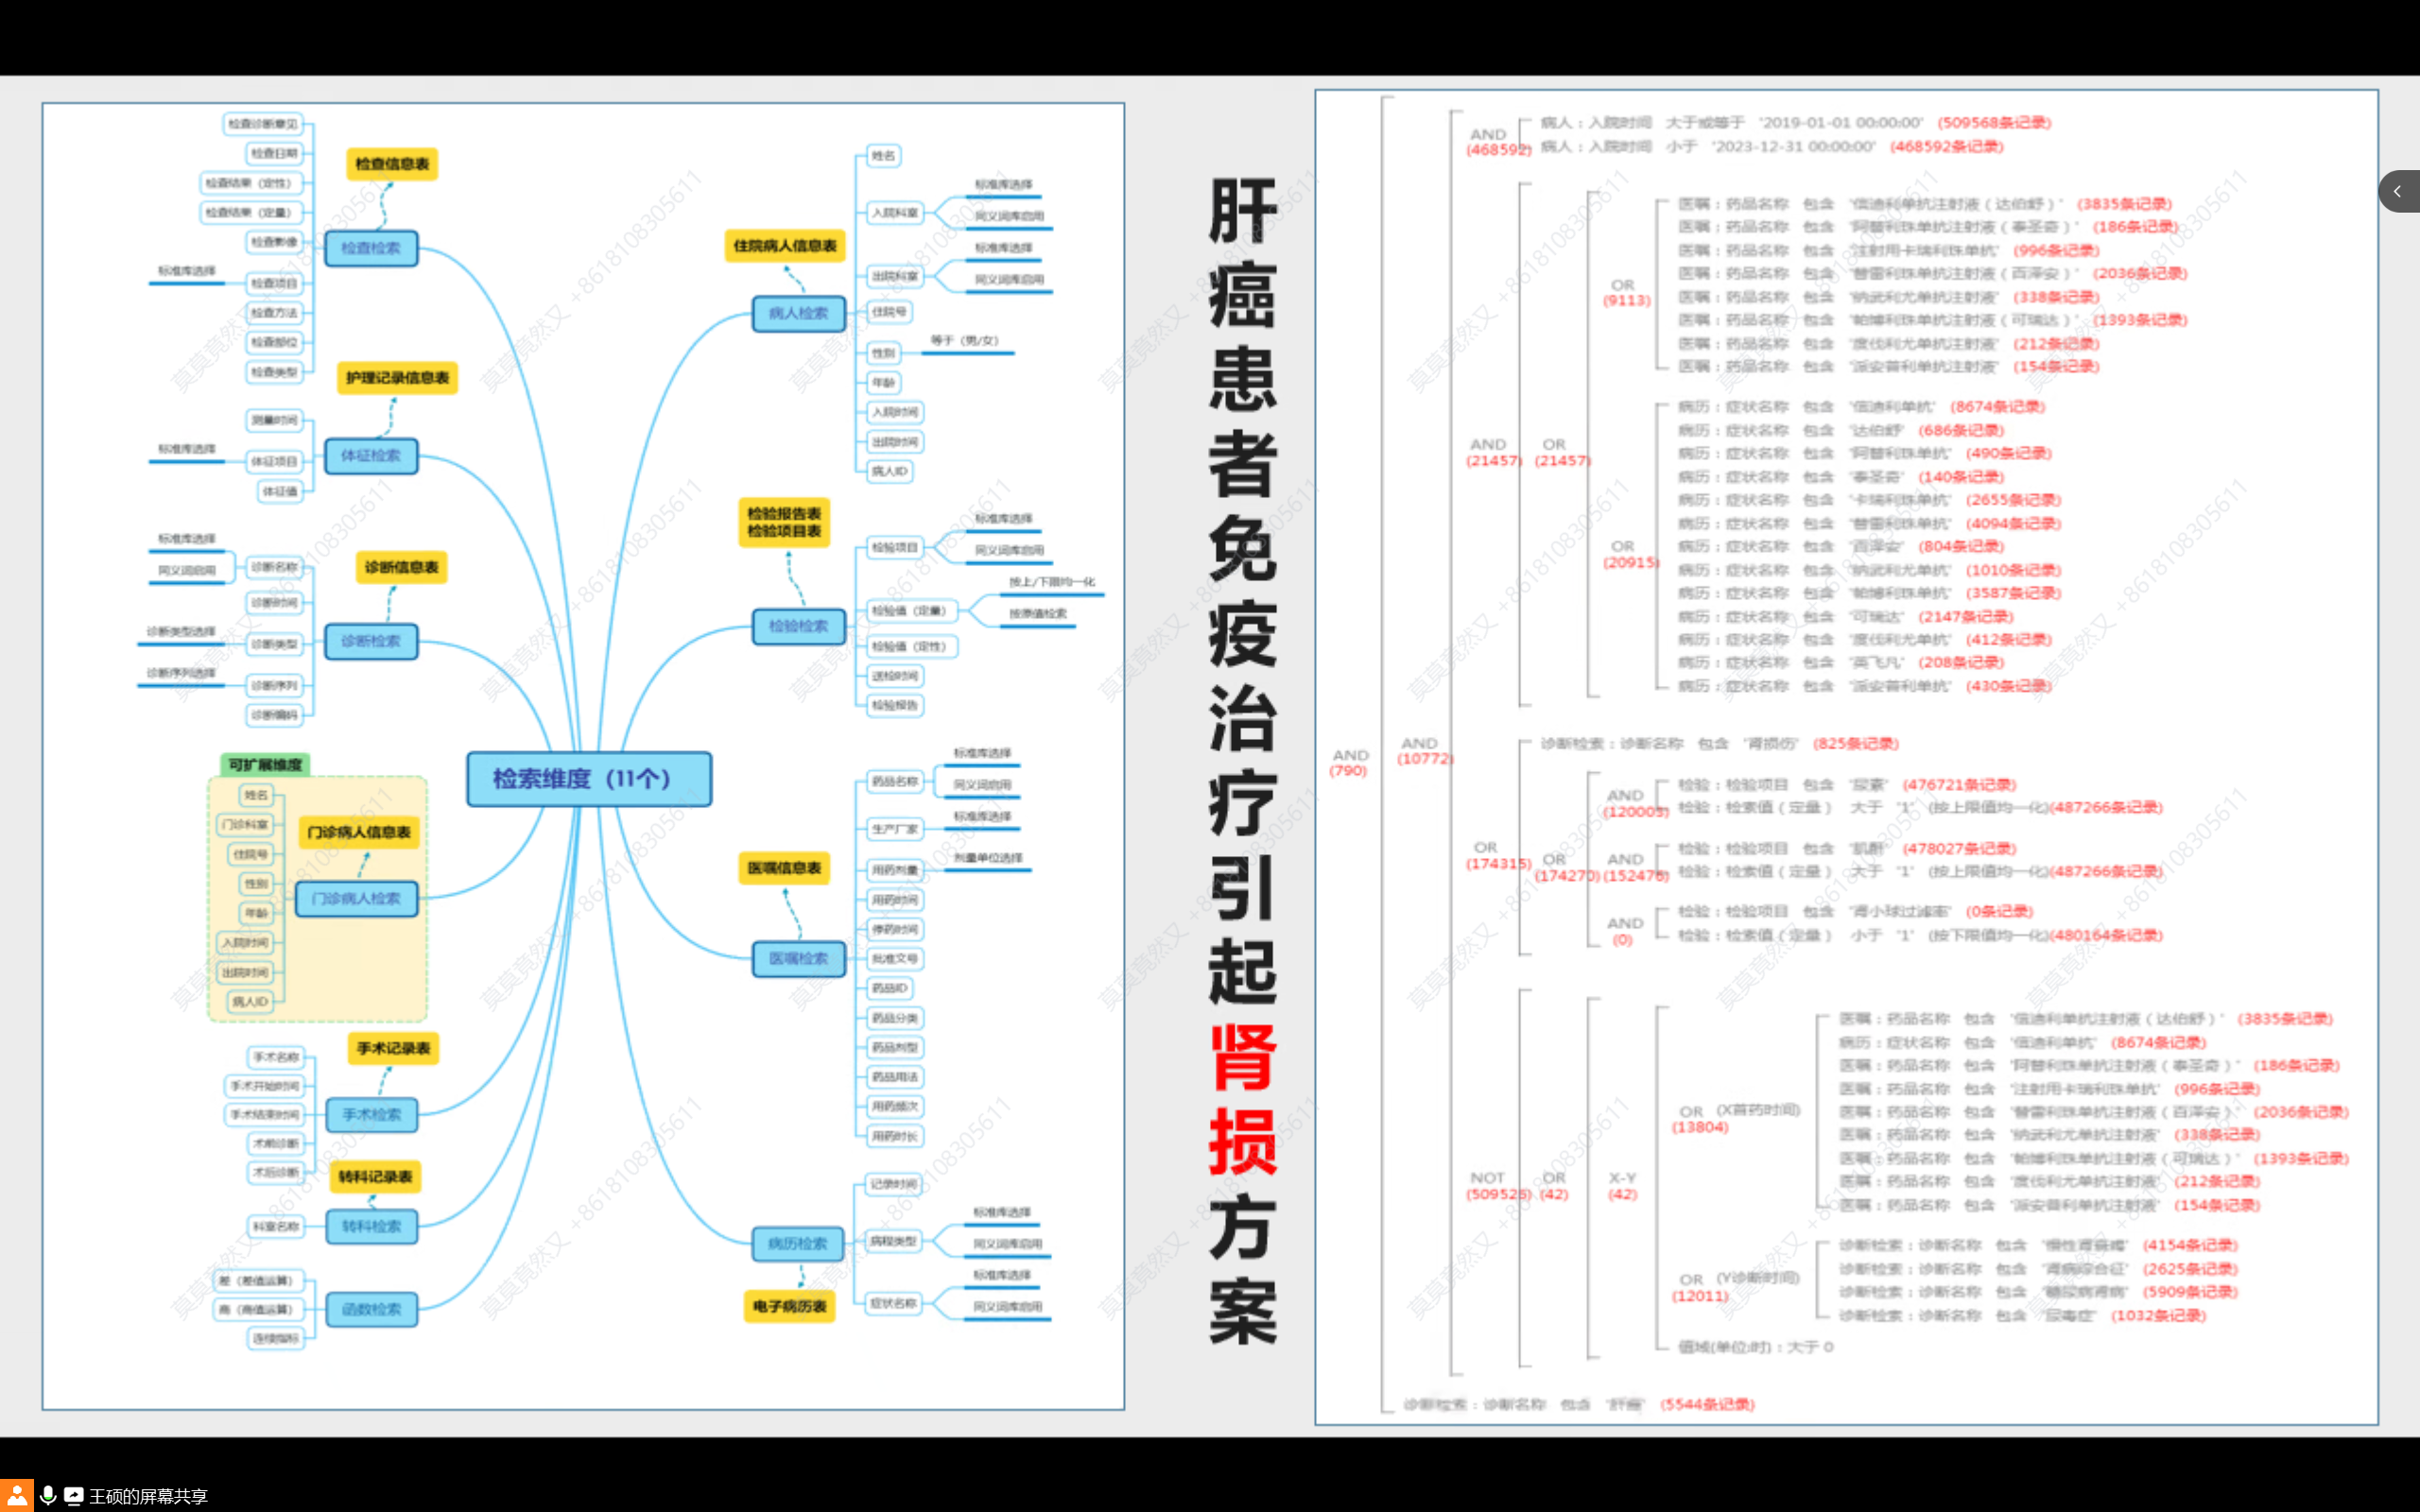 检查诊断意见
检查日期
检查信息表
检查结果（定性）
检查结果（定量）
检查影像
检查检索
标准库选择
检查项目
检查方法
检查部位
检查类型
护理记录信息表
测量时间
标准库选择
体征项目
体征检索
体征值
标准库选择
同义词启用
诊断名称
诊断信息表
诊断时间
诊断类型选择
诊断类型
诊断检索
诊断序列选择
诊断序列
诊断编码
可扩展维度
姓名
门诊科室
门诊病人信息表
住院号
性别
门诊病人检索
年龄
入院时间
出院时间
病人ID
手术记录表
手术名称
手术开始时间
手术结束时间
手术检索
术前诊断
术后诊断
转科记录表
科室名称
转科检索
差（差值运算）
商（商值运算）
函数检索
连续指标
检索维度（11个）
住院病人信息表
病人检索
姓名
入院科室
标准库选择
同义词库启用
出院科室
标准库选择
同义词库启用
住院号
性别
等于（男/女）
年龄
入院时间
出院时间
病人ID
检验报告表
检验项目表
检验检索
检验项目
标准库选择
同义词库启用
检验值（定量）
按上/下限均一化
按原值检索
检验值（定性）
送检时间
检验报告
医嘱信息表
医嘱检索
药品名称
标准库选择
同义词启用
生产厂家
标准库选择
用药剂量
剂量单位选择
用药时间
停药时间
批准文号
药品ID
药品分类
药品剂型
药品用法
用药频次
用药时长
病历检索
电子病历表
记录时间
病程类型
标准库选择
同义词库启用
症状名称
标准库选择
同义词库启用
肝癌患者免疫治疗引起肾损方案
AND
(790)
AND
(10772)
AND
(468592)
病人：入院时间 大于或等于 '2019-01-01 00:00:00' (509568条记录)
病人：入院时间 小于 '2023-12-31 00:00:00' (468592条记录)
AND
(21457)
OR
(21457)
OR
(9113)
医嘱：药品名称 包含 '信迪利单抗注射液（达伯舒）' (3835条记录)
医嘱：药品名称 包含 '阿替利珠单抗注射液（泰圣奇）' (186条记录)
医嘱：药品名称 包含 '注射用卡瑞利珠单抗' (996条记录)
医嘱：药品名称 包含 '替雷利珠单抗注射液（百泽安）' (2036条记录)
医嘱：药品名称 包含 '纳武利尤单抗注射液' (338条记录)
医嘱：药品名称 包含 '帕博利珠单抗注射液（可瑞达）' (1393条记录)
医嘱：药品名称 包含 '度伐利尤单抗注射液' (212条记录)
医嘱：药品名称 包含 '派安普利单抗注射液' (154条记录)
OR
(20915)
病历：症状名称 包含 '信迪利单抗' (8674条记录)
病历：症状名称 包含 '达伯舒' (686条记录)
病历：症状名称 包含 '阿替利珠单抗' (490条记录)
病历：症状名称 包含 '泰圣奇' (140条记录)
病历：症状名称 包含 '卡瑞利珠单抗' (2655条记录)
病历：症状名称 包含 '替雷利珠单抗' (4094条记录)
病历：症状名称 包含 '百泽安' (804条记录)
病历：症状名称 包含 '纳武利尤单抗' (1010条记录)
病历：症状名称 包含 '帕博利珠单抗' (3587条记录)
病历：症状名称 包含 '可瑞达' (2147条记录)
病历：症状名称 包含 '度伐利尤单抗' (412条记录)
病历：症状名称 包含 '英飞凡' (208条记录)
病历：症状名称 包含 '派安普利单抗' (430条记录)
OR
(174315)
诊断检索：诊断名称 包含 '肾损伤' (825条记录)
OR
(174270)
AND
(120005)
检验：检验项目 包含 '尿素' (476721条记录)
检验：检索值（定量） 大于 '1' (按上限值均一化)(487266条记录)
AND
(152476)
检验：检验项目 包含 '肌酐' (478027条记录)
检验：检索值（定量） 大于 '1' (按上限值均一化)(487266条记录)
AND
(0)
检验：检验项目 包含 '肾小球过滤率' (0条记录)
检验：检索值（定量） 小于 '1' (按下限值均一化)(480164条记录)
NOT
(509526)
OR
(42)
X-Y
(42)
OR (X首药时间)
(13804)
医嘱：药品名称 包含 '信迪利单抗注射液（达伯舒）' (3835条记录)
病历：症状名称 包含 '信迪利单抗' (8674条记录)
医嘱：药品名称 包含 '阿替利珠单抗注射液（泰圣奇）' (186条记录)
医嘱：药品名称 包含 '注射用卡瑞利珠单抗' (996条记录)
医嘱：药品名称 包含 '替雷利珠单抗注射液（百泽安）' (2036条记录)
医嘱：药品名称 包含 '纳武利尤单抗注射液' (338条记录)
医嘱：药品名称 包含 '帕博利珠单抗注射液（可瑞达）' (1393条记录)
医嘱：药品名称 包含 '度伐利尤单抗注射液' (212条记录)
医嘱：药品名称 包含 '派安普利单抗注射液' (154条记录)
OR (Y诊断时间)
(12011)
诊断检索：诊断名称 包含 '慢性肾衰竭' (4154条记录)
诊断检索：诊断名称 包含 '肾病综合征' (2625条记录)
诊断检索：诊断名称 包含 '糖尿病肾病' (5909条记录)
诊断检索：诊断名称 包含 '尿毒症' (1032条记录)
值域(单位:时)：大于 0
诊断检索：诊断名称 包含 '肝癌' (5544条记录)
莫莫竟然又 +8618108305611
王硕的屏幕共享